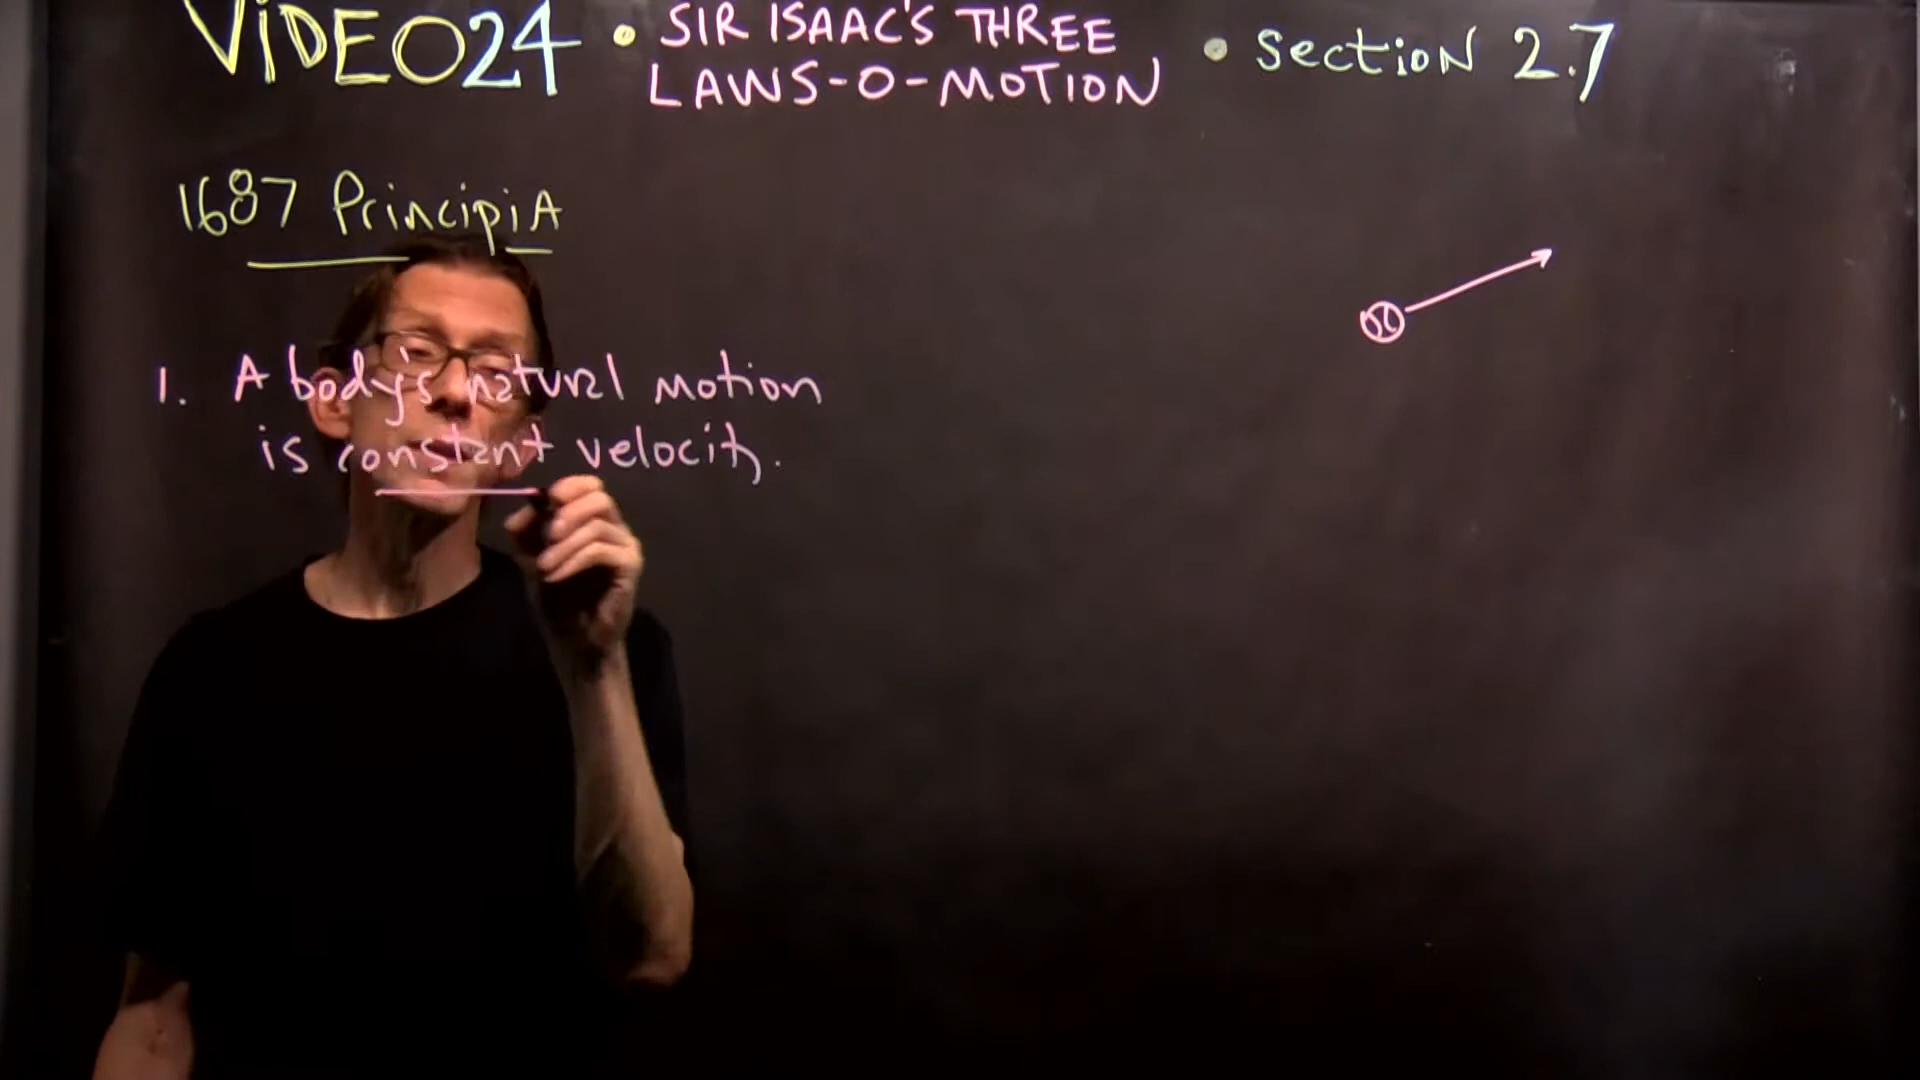 ViDEO24 • SIR ISAAC'S THREE LAWS-O-MOTION • SectioN 2.7
1687 PrincipiA
1. A body's natural motion
is constant velocity.